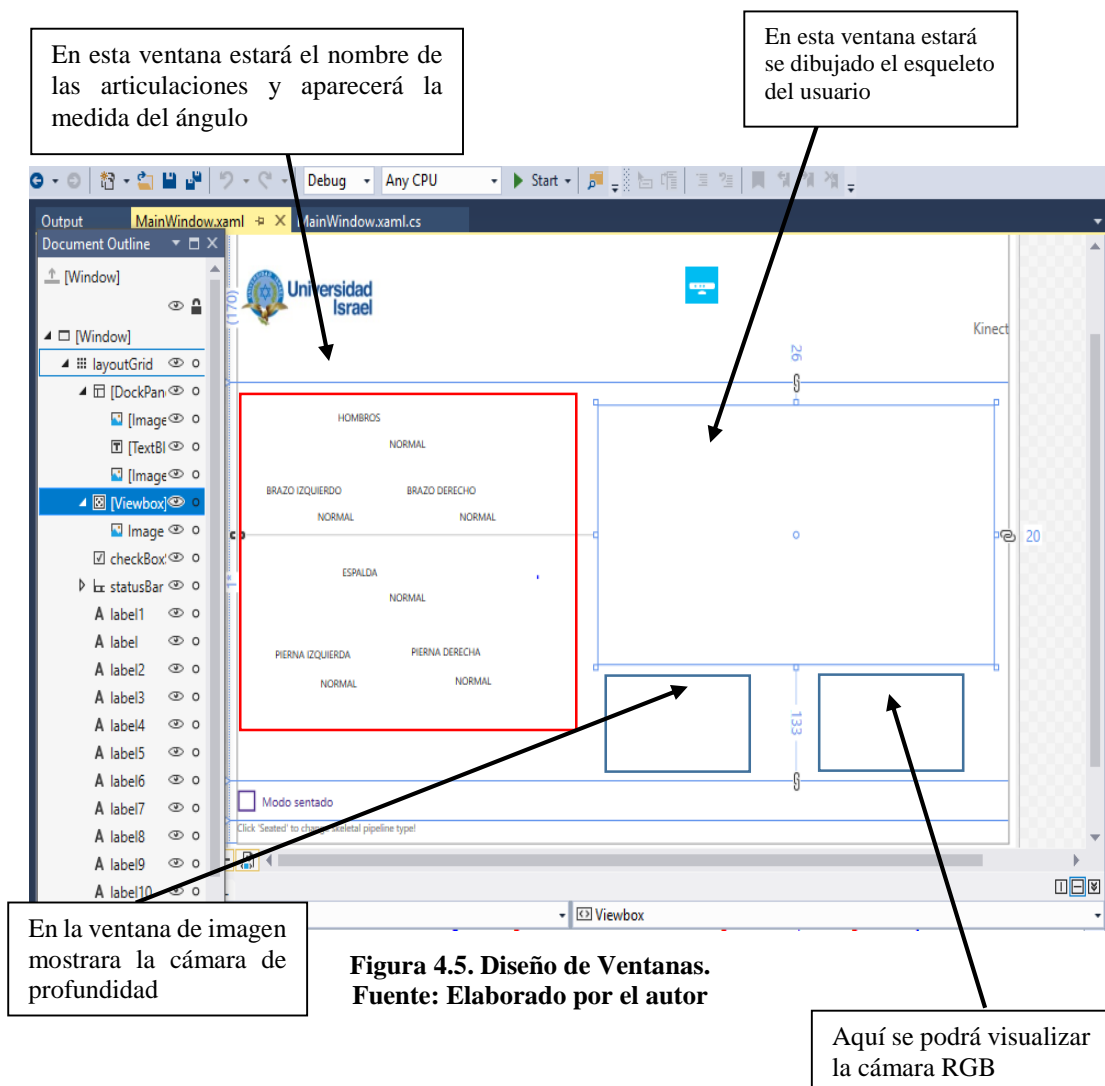 En esta ventana estará el nombre de
las articulaciones y aparecerá la
medida del ángulo
En esta ventana estará
se dibujado el esqueleto
del usuario
Debug
Any CPU
Start
Output
MainWindow.xaml
MainWindow.xaml.cs
Document Outline
[Window]
[Window]
layoutGrid
[DockPan
[Image
[TextBl
[Image
[Viewbox]
Image
checkBox
statusBar
label1
label
label2
label3
label4
label5
label6
label7
label8
label9
label10
(170)
Universidad
Israel
Kinect
26
HOMBROS
NORMAL
BRAZO IZQUIERDO BRAZO DERECHO
NORMAL NORMAL
20
1*
ESPALDA
NORMAL
PIERNA IZQUIERDA PIERNA DERECHA
NORMAL NORMAL
133
Modo sentado
Click 'Seated' to change skeletal pipeline type!
Viewbox
En la ventana de imagen
mostrara la cámara de
profundidad
Figura 4.5. Diseño de Ventanas.
Fuente: Elaborado por el autor
Aquí se podrá visualizar
la cámara RGB